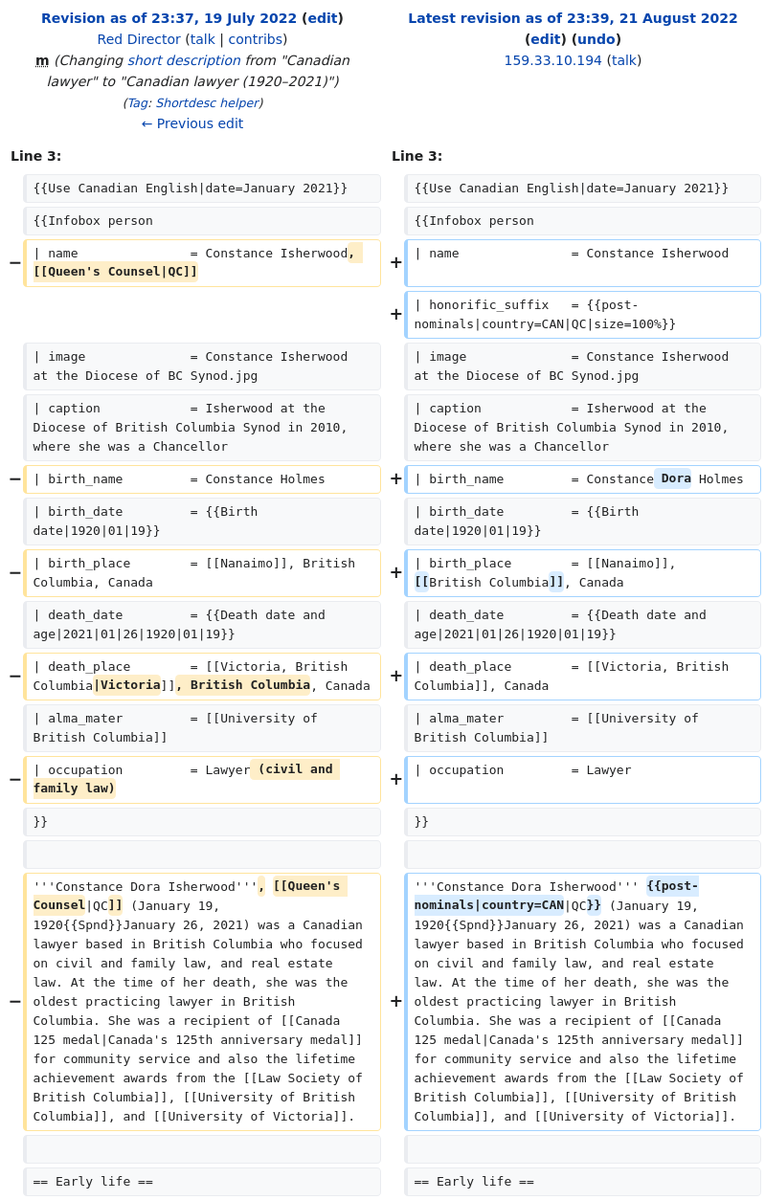 Revision as of 23:37, 19 July 2022 (edit)
Red Director (talk | contribs)
m (Changing short description from "Canadian
lawyer" to "Canadian lawyer (1920–2021)")
(Tag: Shortdesc helper)
← Previous edit
Latest revision as of 23:39, 21 August 2022
(edit) (undo)
159.33.10.194 (talk)
Line 3:
Line 3:
{{Use Canadian English|date=January 2021}}
{{Use Canadian English|date=January 2021}}
{{Infobox person
{{Infobox person
− | name               = Constance Isherwood,
[[Queen's Counsel|QC]]
+ | name               = Constance Isherwood
+ | honorific_suffix   = {{post-
nominals|country=CAN|QC|size=100%}}
| image              = Constance Isherwood
at the Diocese of BC Synod.jpg
| image              = Constance Isherwood
at the Diocese of BC Synod.jpg
| caption            = Isherwood at the
Diocese of British Columbia Synod in 2010,
where she was a Chancellor
| caption            = Isherwood at the
Diocese of British Columbia Synod in 2010,
where she was a Chancellor
− | birth_name         = Constance Holmes
+ | birth_name         = Constance Dora Holmes
| birth_date         = {{Birth
date|1920|01|19}}
| birth_date         = {{Birth
date|1920|01|19}}
− | birth_place        = [[Nanaimo]], British
Columbia, Canada
+ | birth_place        = [[Nanaimo]],
[[British Columbia]], Canada
| death_date         = {{Death date and
age|2021|01|26|1920|01|19}}
| death_date         = {{Death date and
age|2021|01|26|1920|01|19}}
− | death_place        = [[Victoria, British
Columbia|Victoria]], British Columbia, Canada
+ | death_place        = [[Victoria, British
Columbia]], Canada
| alma_mater         = [[University of
British Columbia]]
| alma_mater         = [[University of
British Columbia]]
− | occupation         = Lawyer (civil and
family law)
+ | occupation         = Lawyer
}}
}}
− '''Constance Dora Isherwood''', [[Queen's
Counsel|QC]] (January 19,
1920{{Spnd}}January 26, 2021) was a Canadian
lawyer based in British Columbia who focused
on civil and family law, and real estate
law. At the time of her death, she was the
oldest practicing lawyer in British
Columbia. She was a recipient of [[Canada
125 medal|Canada's 125th anniversary medal]]
for community service and also the lifetime
achievement awards from the [[Law Society of
British Columbia]], [[University of British
Columbia]], and [[University of Victoria]].
+ '''Constance Dora Isherwood''' {{post-
nominals|country=CAN|QC}} (January 19,
1920{{Spnd}}January 26, 2021) was a Canadian
lawyer based in British Columbia who focused
on civil and family law, and real estate
law. At the time of her death, she was the
oldest practicing lawyer in British
Columbia. She was a recipient of [[Canada
125 medal|Canada's 125th anniversary medal]]
for community service and also the lifetime
achievement awards from the [[Law Society of
British Columbia]], [[University of British
Columbia]], and [[University of Victoria]].
== Early life ==
== Early life ==